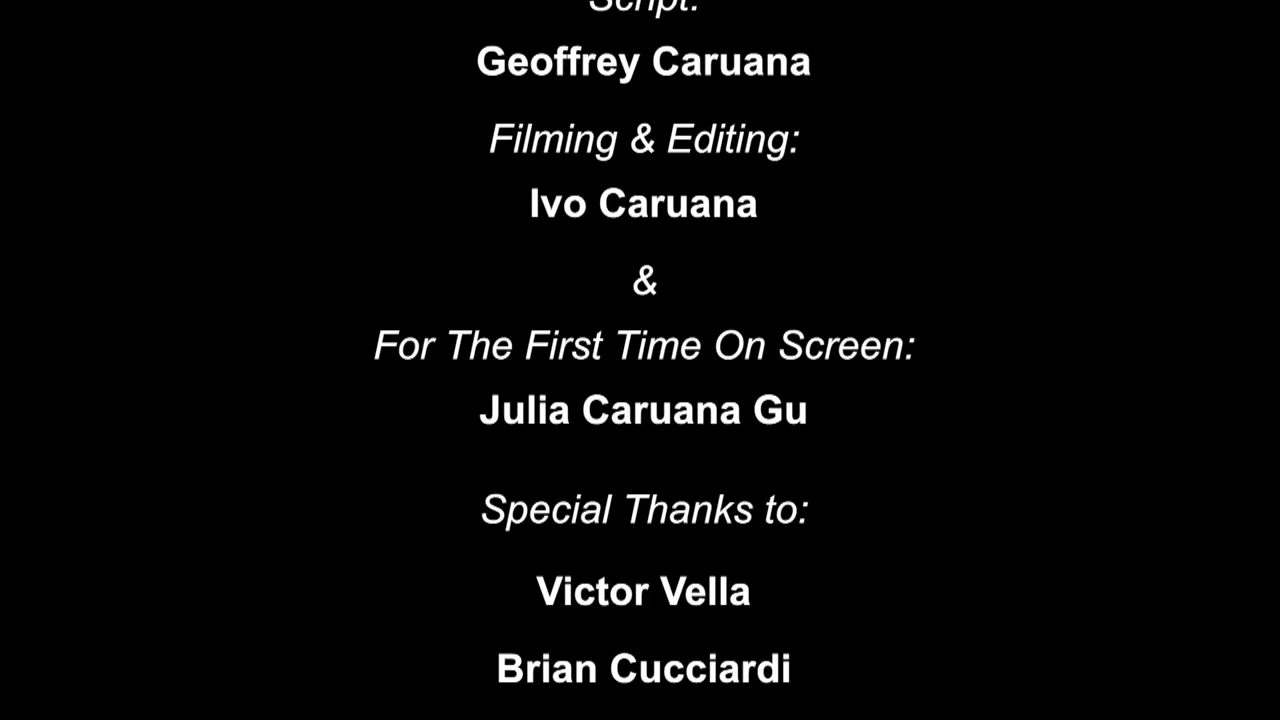 Script:
Geoffrey Caruana
Filming & Editing:
Ivo Caruana
&
For The First Time On Screen:
Julia Caruana Gu
Special Thanks to:
Victor Vella
Brian Cucciardi